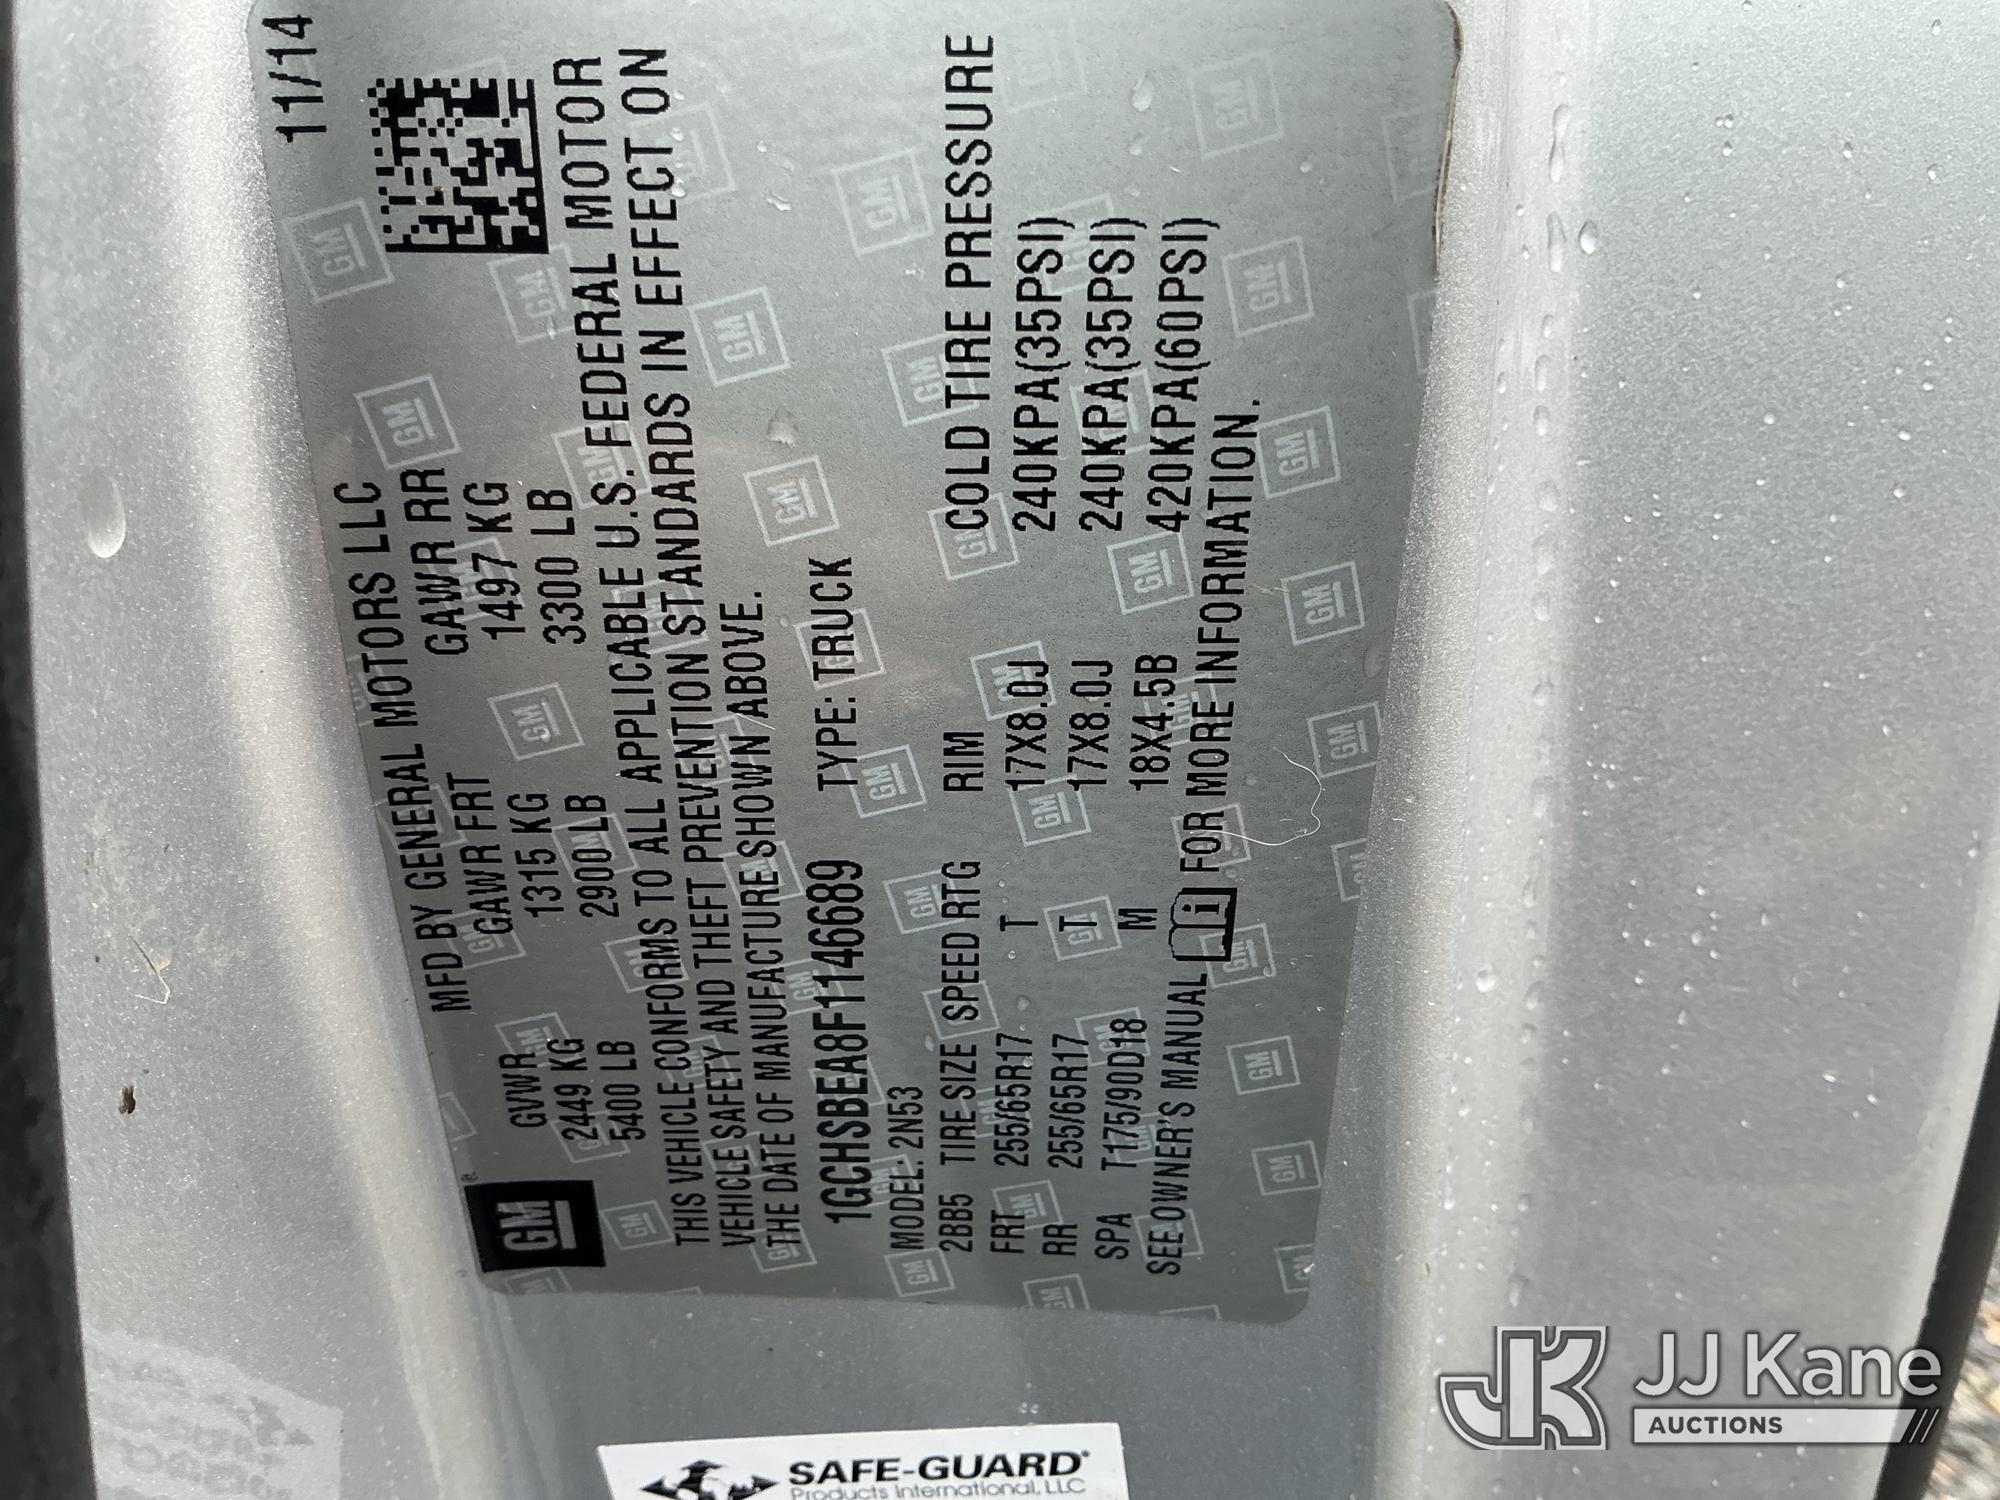 11/14
MFD BY GENERAL MOTORS LLC
GM®
GVWR GAWR FRT GAWR RR
2449 KG 1315 KG 1497 KG
5400 LB 2900 LB 3300 LB
THIS VEHICLE CONFORMS TO ALL APPLICABLE U.S. FEDERAL MOTOR
VEHICLE SAFETY AND THEFT PREVENTION STANDARDS IN EFFECT ON
THE DATE OF MANUFACTURE SHOWN ABOVE.
1GCHSBEA8F1146689 TYPE: TRUCK
MODEL: 2N53
2BB5 TIRE SIZE SPEED RTG RIM COLD TIRE PRESSURE
FRT 255/65R17 T 17X8.0J 240KPA(35PSI)
RR 255/65R17 T 17X8.0J 240KPA(35PSI)
SPA T175/90D18 M 18X4.5B 420KPA(60PSI)
SEE OWNER'S MANUAL i FOR MORE INFORMATION.
SAFE-GUARD
Products International, LLC
JK JJ Kane
AUCTIONS